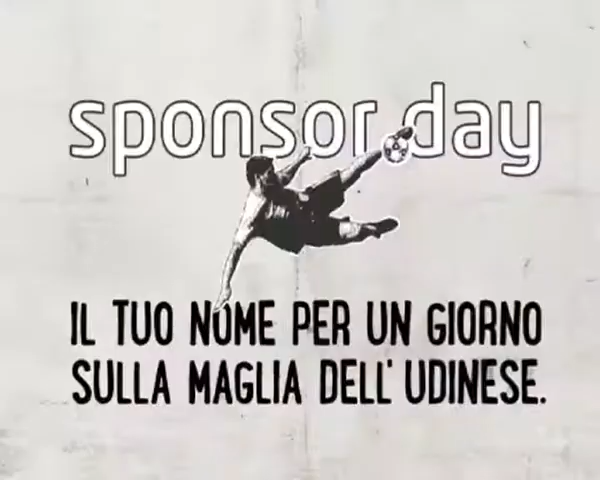 sponsor day
IL TUO NOME PER UN GIORNO
SULLA MAGLIA DELL' UDINESE.